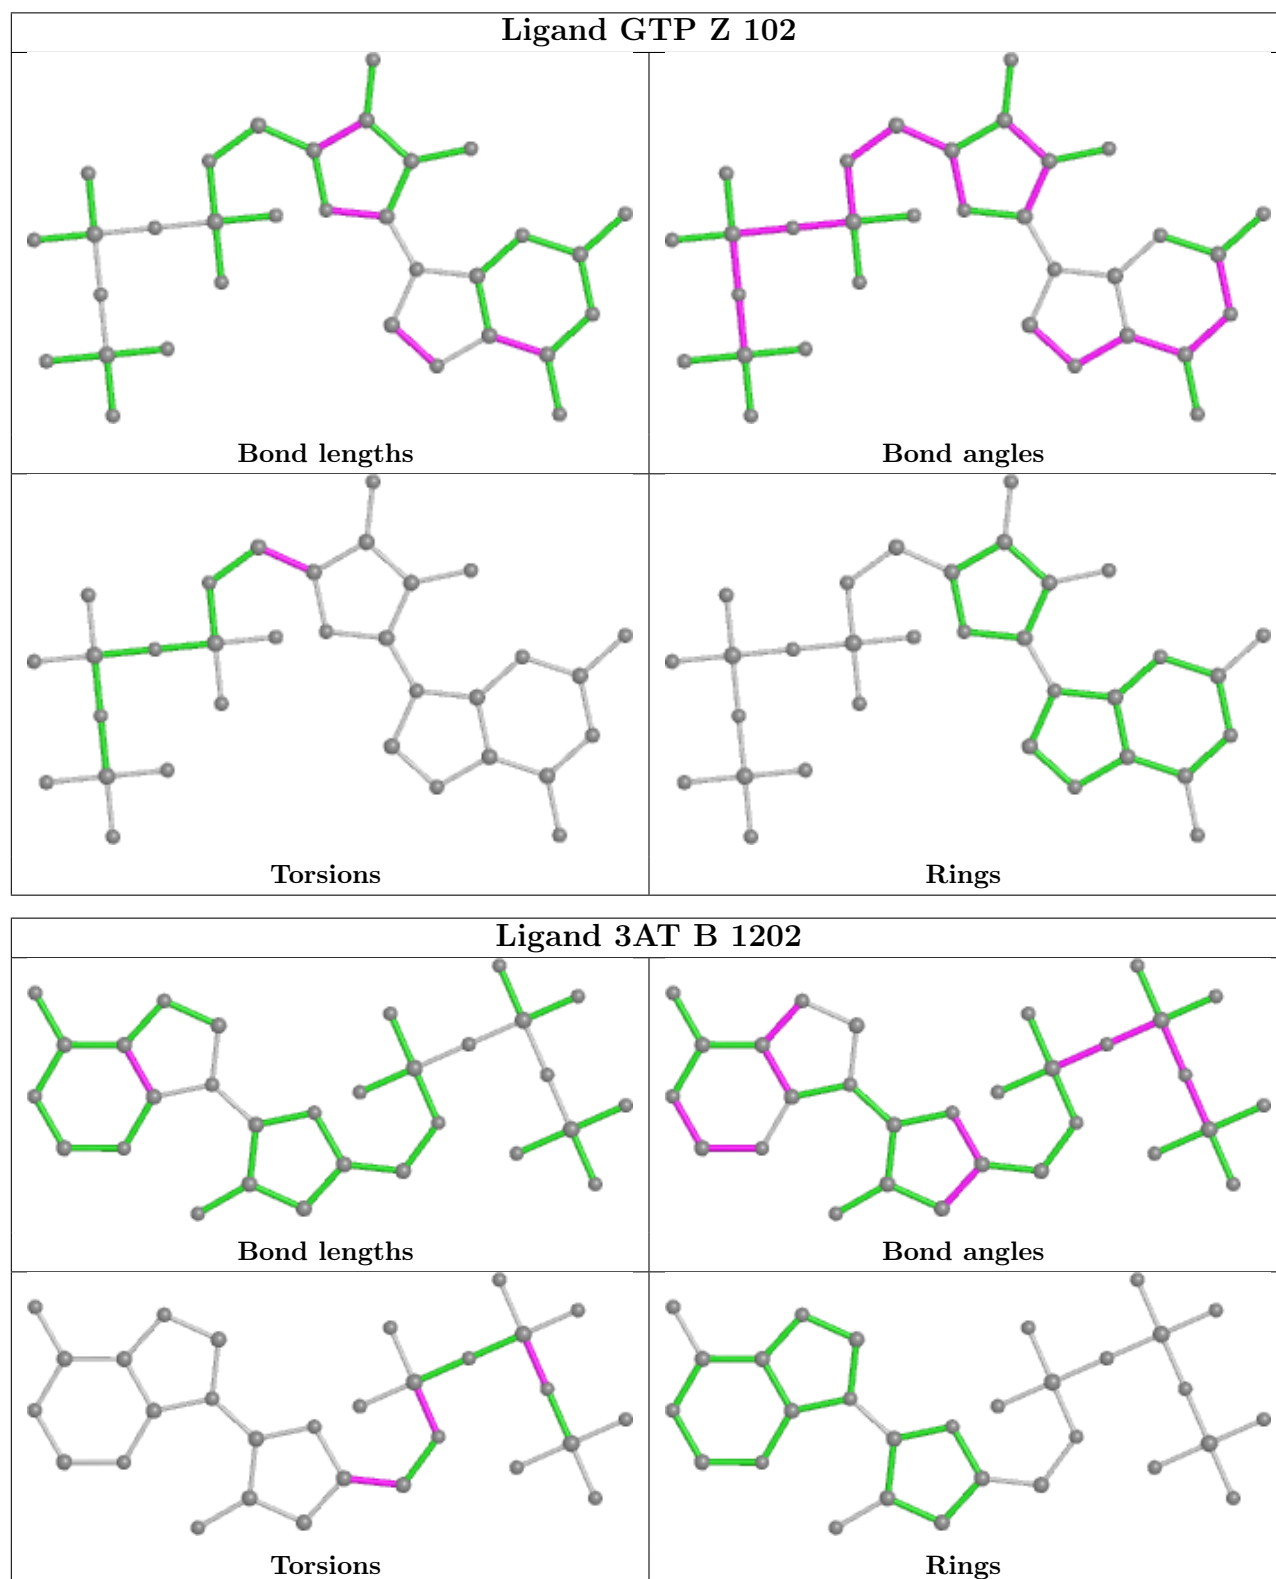 Ligand GTP Z 102
Bond lengths
Bond angles
Torsions
Rings
Ligand 3AT B 1202
Bond lengths
Bond angles
Torsions
Rings